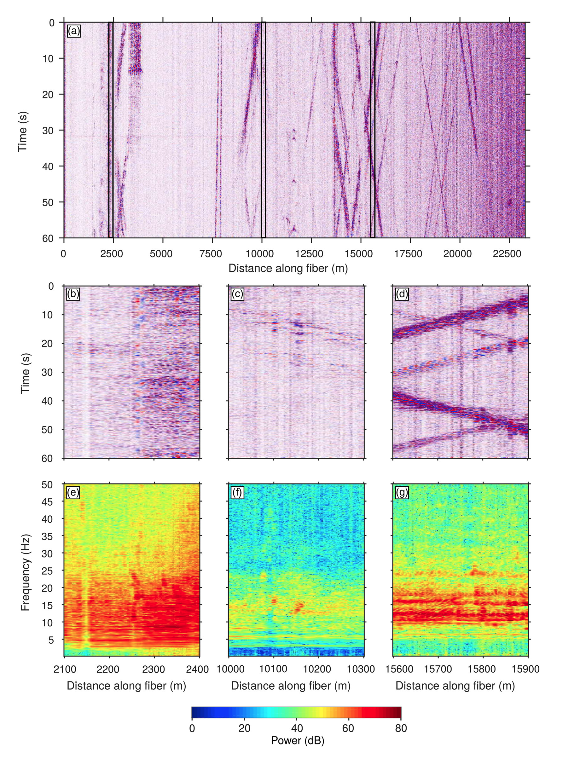 (a)
0
10
20
30
40
50
60
Time (s)
0 2500 5000 7500 10000 12500 15000 17500 20000 22500
Distance along fiber (m)
(b) (c) (d)
0
10
20
30
40
50
60
Time (s)
(e) (f) (g)
50
45
40
35
30
25
20
15
10
5
Frequency (Hz)
2100 2200 2300 2400 10000 10100 10200 10300 15600 15700 15800 15900
Distance along fiber (m) Distance along fiber (m) Distance along fiber (m)
0 20 40 60 80
Power (dB)